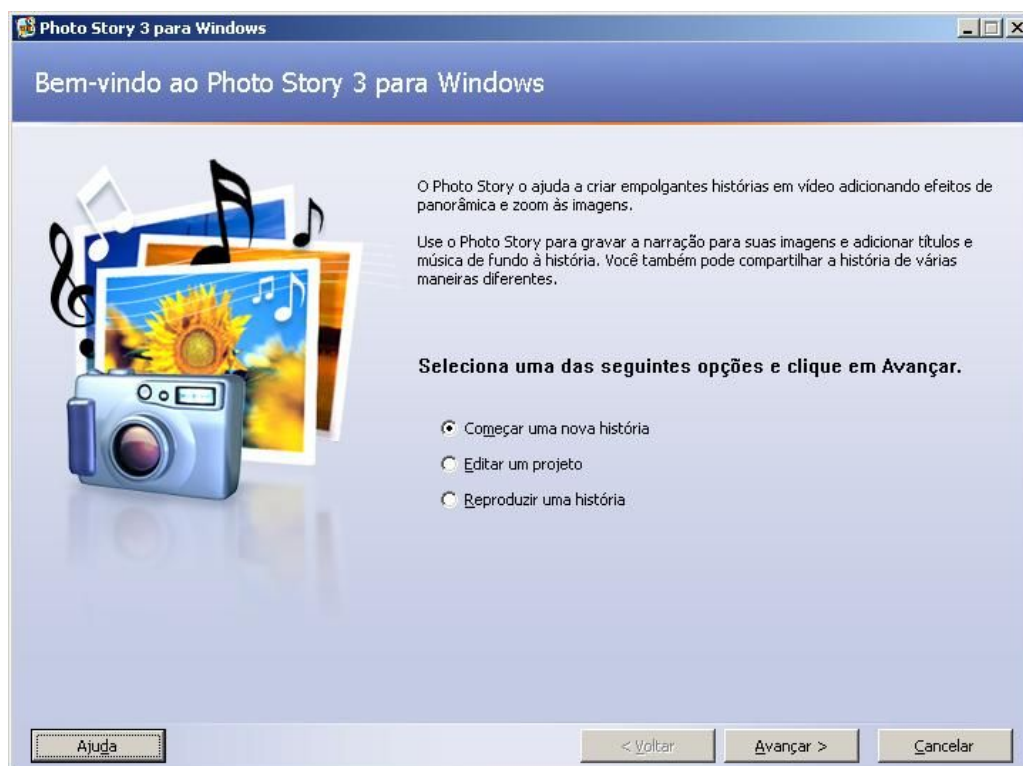 Photo Story 3 para Windows
Bem-vindo ao Photo Story 3 para Windows
O Photo Story o ajuda a criar empolgantes histórias em vídeo adicionando efeitos de
panorâmica e zoom às imagens.
Use o Photo Story para gravar a narração para suas imagens e adicionar títulos e
música de fundo à história. Você também pode compartilhar a história de várias
maneiras diferentes.
Seleciona uma das seguintes opções e clique em Avançar.
Começar uma nova história
Editar um projeto
Reproduzir uma história
Ajuda
< Voltar
Avançar >
Cancelar